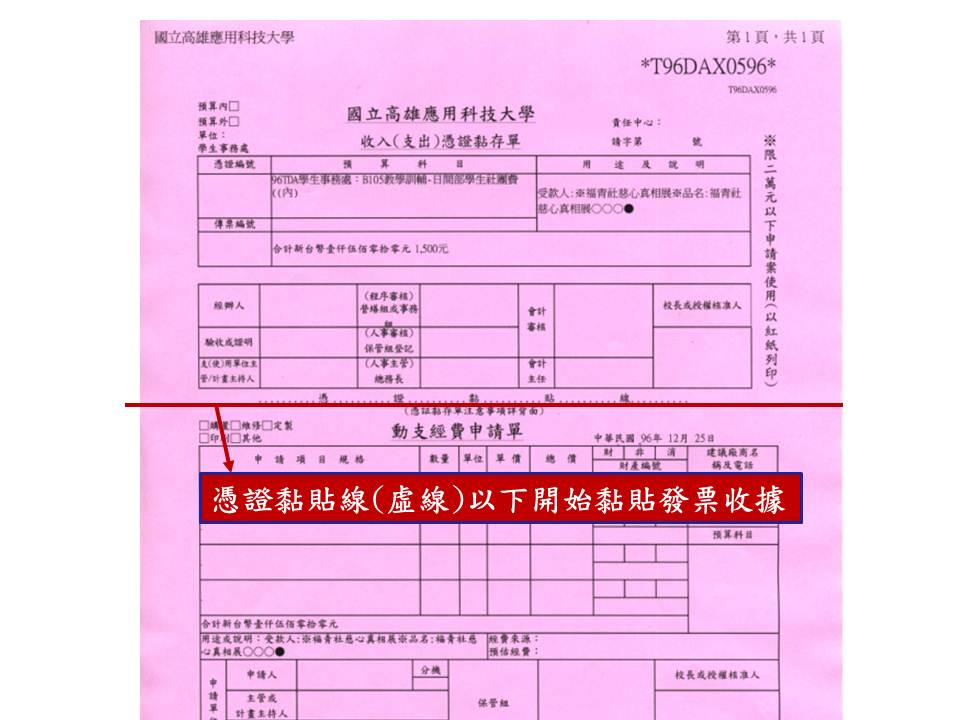 國立高雄應用科技大學
第1頁，共1頁
*T96DAX0596*
T96DAX0596
預算內□
預算外□
單位：
學生事務處
國立高雄應用科技大學
收入(支出)憑證黏存單
責任中心：
請字第 號
※限二萬元以下申請案使用(以紅紙列印)
憑證編號 預算科目 用途及說明
96TDA學生事務處：B105教學訓輔-日間部學生社團費
((內)
受款人:※福青社慈心真相展※品名:福青社
慈心真相展○○○●
傳票編號
合計新台幣壹仟伍佰零拾零元 1,500元
經辦人
(程序審核)
營繕組或事務
組
會計
審核
校長或授權核准人
驗收或證明
(人事審核)
保管組登記
支(使)用單位主
管/計畫主持人
(人事主管)
總務長
會計
主任
憑 證 黏 貼 線
(憑証黏存單注意事項詳背面)
□購置□維修□定製
□印刷□其他
動支經費申請單
中華民國 96年 12月 25日
申請項目規格 數量 單位 單價 總價 財 非 消 建議廠商名
財產編號 稱及電話
憑證黏貼線(虛線)以下開始黏貼發票收據
預算科目
合計新台幣壹仟伍佰零拾零元
用途或說明：受款人:※福青社慈心真相展※品名:福青社慈
心真相展○○○●
經費來源：
預估經費：
申請單
申請人 分機
保管組
校長或授權核准人
主管或
計畫主持人